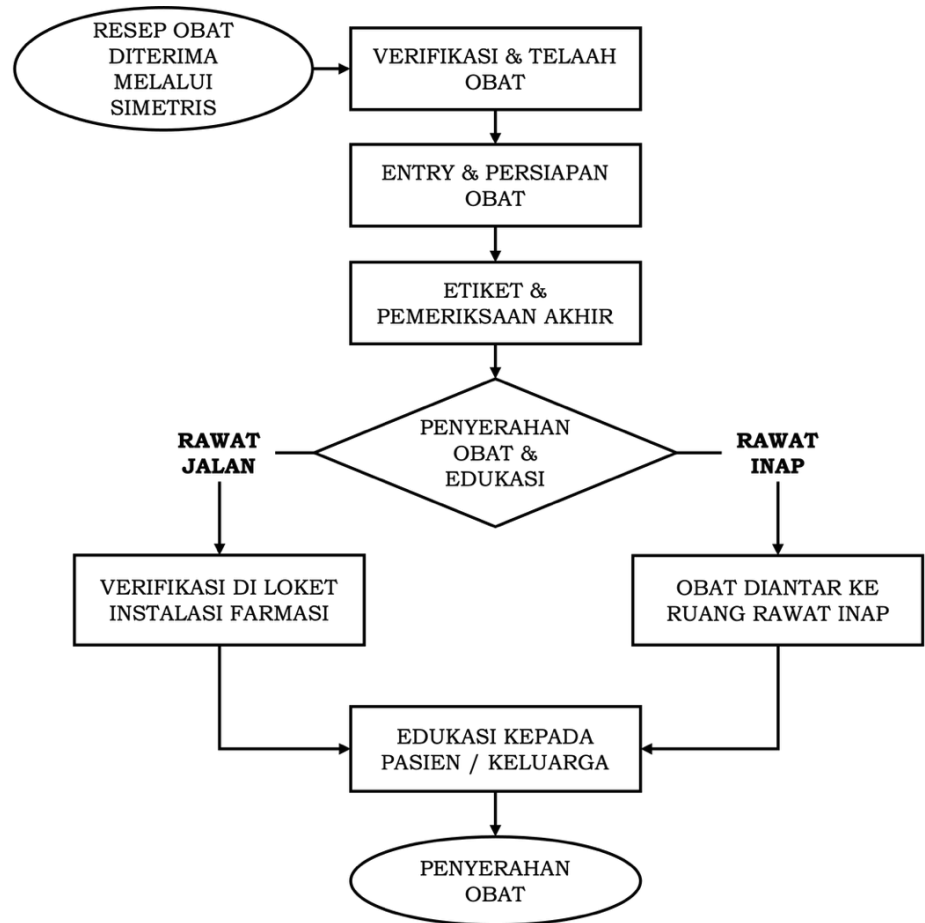 RESEP OBAT
DITERIMA
MELALUI
SIMETRIS
VERIFIKASI & TELAAH
OBAT
ENTRY & PERSIAPAN
OBAT
ETIKET &
PEMERIKSAAN AKHIR
PENYERAHAN
OBAT &
EDUKASI
RAWAT
JALAN
RAWAT
INAP
VERIFIKASI DI LOKET
INSTALASI FARMASI
OBAT DIANTAR KE
RUANG RAWAT INAP
EDUKASI KEPADA
PASIEN / KELUARGA
PENYERAHAN
OBAT